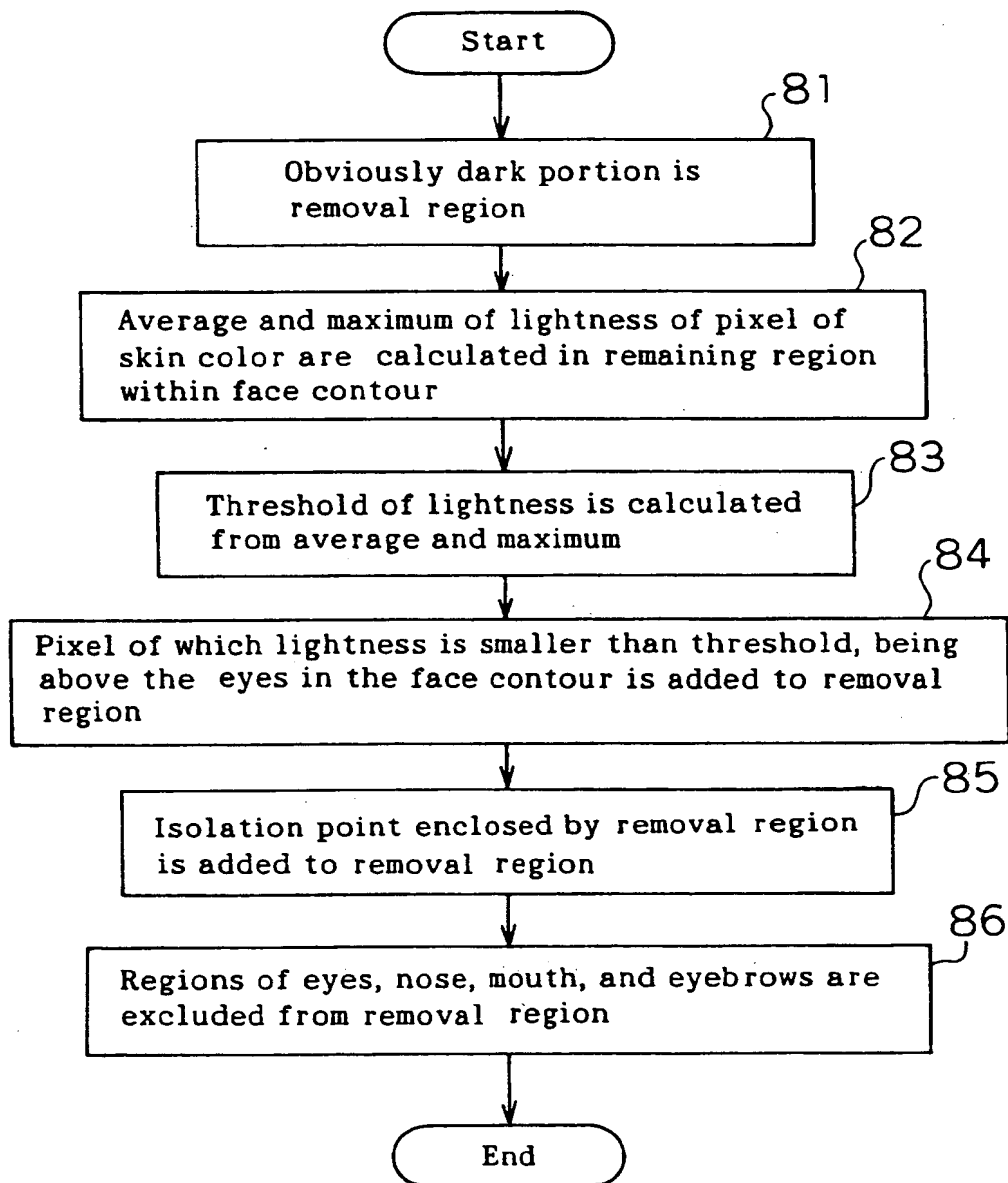 Start
81
Obviously dark portion is
removal region
82
Average and maximum of lightness of pixel of
skin color are calculated in remaining region
within face contour
83
Threshold of lightness is calculated
from average and maximum
84
Pixel of which lightness is smaller than threshold, being
above the eyes in the face contour is added to removal
region
85
Isolation point enclosed by removal region
is added to removal region
86
Regions of eyes, nose, mouth, and eyebrows are
excluded from removal region
End